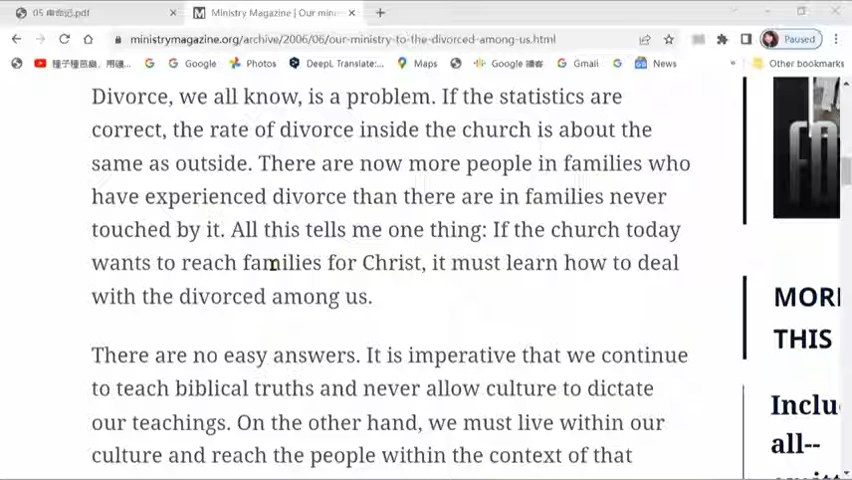 05 申命記.pdf
Ministry Magazine | Our mini
ministrymagazine.org/archive/2006/06/our-ministry-to-the-divorced-among-us.html
Paused
Google
Photos
DeepL Translate:...
Maps
Google
Gmail
News
Other bookmarks
Divorce, we all know, is a problem. If the statistics are
correct, the rate of divorce inside the church is about the
same as outside. There are now more people in families who
have experienced divorce than there are in families never
touched by it. All this tells me one thing: If the church today
wants to reach families for Christ, it must learn how to deal
with the divorced among us.
There are no easy answers. It is imperative that we continue
to teach biblical truths and never allow culture to dictate
our teachings. On the other hand, we must live within our
culture and reach the people within the context of that
MORE
THIS
Inclu
all--